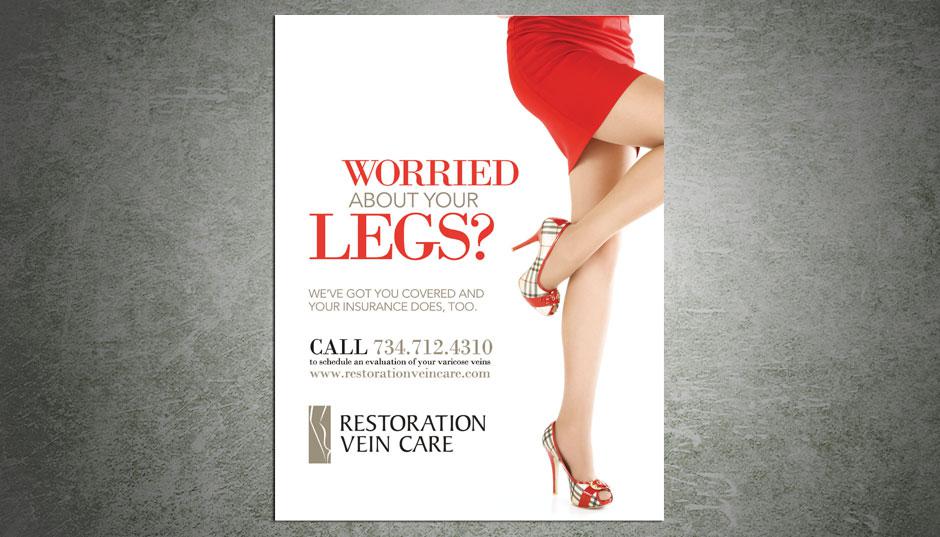 WORRIED
ABOUT YOUR
LEGS?
WE'VE GOT YOU COVERED AND
YOUR INSURANCE DOES, TOO.
CALL 734.712.4310
to schedule an evaluation of your varicose veins
www.restorationveincare.com
RESTORATION
VEIN CARE